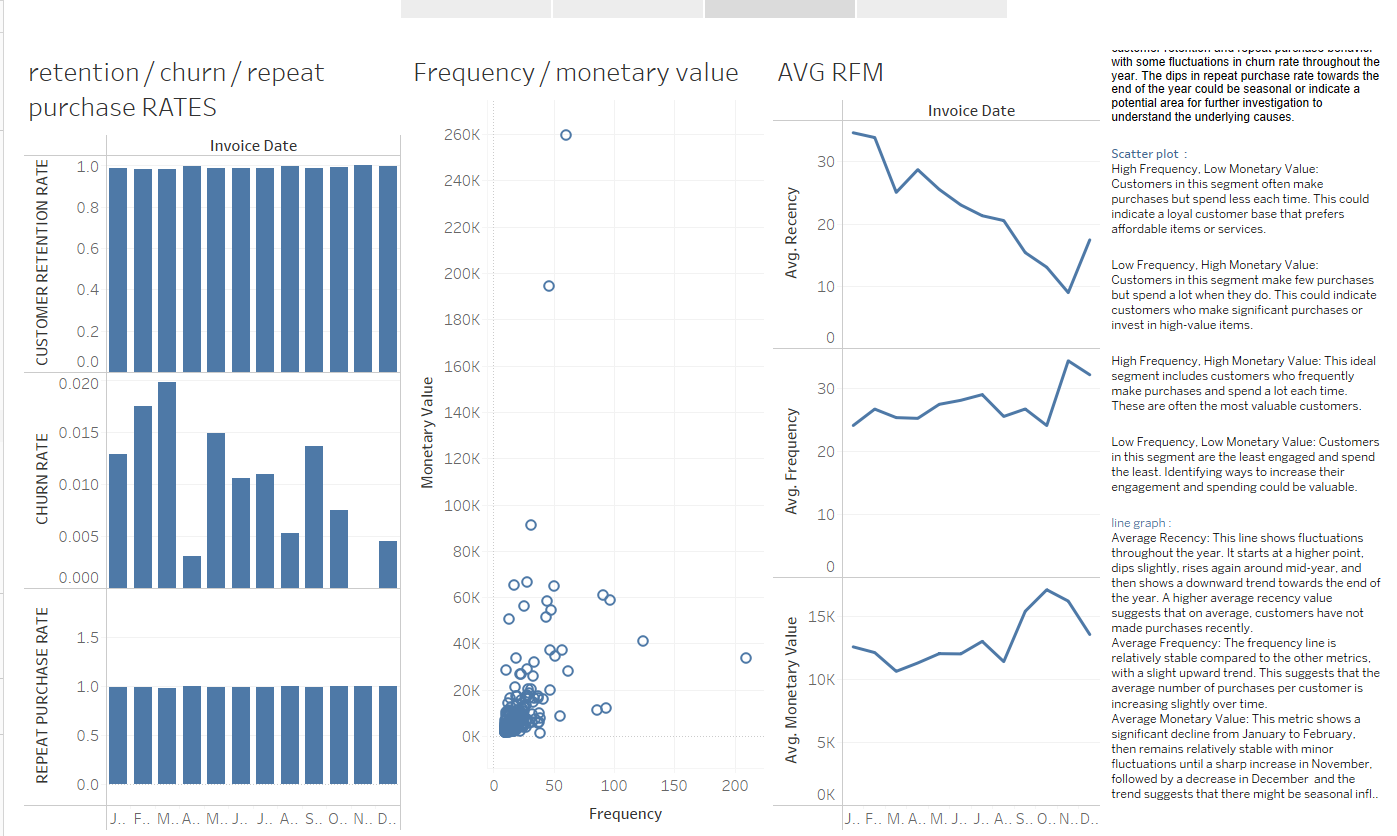 retention / churn / repeat
purchase RATES
Invoice Date
CUSTOMER RETENTION RATE
1.0
0.8
0.6
0.4
0.2
0.0
CHURN RATE
0.020
0.015
0.010
0.005
0.000
REPEAT PURCHASE RATE
1.5
1.0
0.5
0.0
J.. F.. M.. A.. M.. J.. J.. A.. S.. O.. N.. D..
Frequency / monetary value
Monetary Value
260K
240K
220K
200K
180K
160K
140K
120K
100K
80K
60K
40K
20K
0K
0 50 100 150 200
Frequency
AVG RFM
Invoice Date
Avg. Recency
30
20
10
0
Avg. Frequency
30
20
10
0
Avg. Monetary Value
15K
10K
5K
0K
J.. F.. M. A.. M. J.. J.. A.. S.. O.. N.. D..
customer retention and repeat purchase behavior
with some fluctuations in churn rate throughout the
year. The dips in repeat purchase rate towards the
end of the year could be seasonal or indicate a
potential area for further investigation to
understand the underlying causes.
Scatter plot :
High Frequency, Low Monetary Value:
Customers in this segment often make
purchases but spend less each time. This could
indicate a loyal customer base that prefers
affordable items or services.
Low Frequency, High Monetary Value:
Customers in this segment make few purchases
but spend a lot when they do. This could indicate
customers who make significant purchases or
invest in high-value items.
High Frequency, High Monetary Value: This ideal
segment includes customers who frequently
make purchases and spend a lot each time.
These are often the most valuable customers.
Low Frequency, Low Monetary Value: Customers
in this segment are the least engaged and spend
the least. Identifying ways to increase their
engagement and spending could be valuable.
line graph :
Average Recency: This line shows fluctuations
throughout the year. It starts at a higher point,
dips slightly, rises again around mid-year, and
then shows a downward trend towards the end of
the year. A higher average recency value
suggests that on average, customers have not
made purchases recently.
Average Frequency: The frequency line is
relatively stable compared to the other metrics,
with a slight upward trend. This suggests that the
average number of purchases per customer is
increasing slightly over time.
Average Monetary Value: This metric shows a
significant decline from January to February,
then remains relatively stable with minor
fluctuations until a sharp increase in November,
followed by a decrease in December and the
trend suggests that there might be seasonal infl..